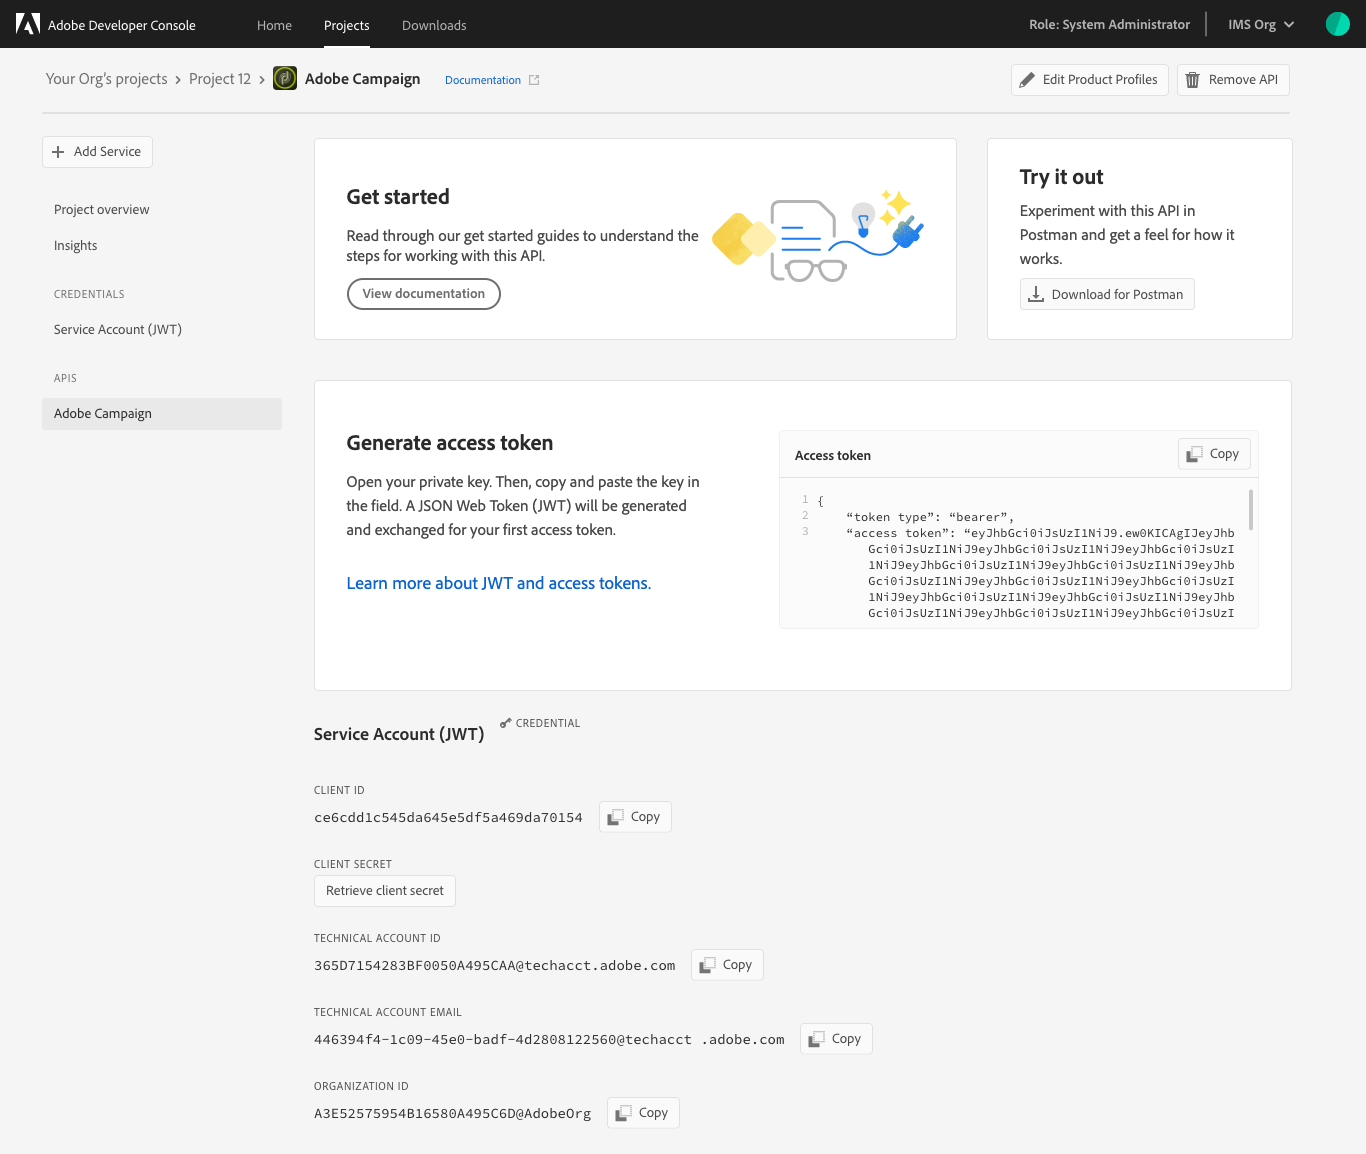 Adobe Developer Console
Home
Projects
Downloads
Role: System Administrator
IMS Org
Your Org's projects > Project 12 > Adobe Campaign
Documentation
Edit Product Profiles
Remove API
Add Service
Project overview
Insights
CREDENTIALS
Service Account (JWT)
APIS
Adobe Campaign
Get started
Read through our get started guides to understand the
steps for working with this API.
View documentation
Try it out
Experiment with this API in
Postman and get a feel for how it
works.
Download for Postman
Generate access token
Open your private key. Then, copy and paste the key in
the field. A JSON Web Token (JWT) will be generated
and exchanged for your first access token.
Learn more about JWT and access tokens.
Access token
Copy
1 {
2 “token type”: “bearer”,
3 “access token”: “eyJhbGci0iJsUzI1NiJ9.ew0KICAgIJeyJhb
Gci0iJsUzI1NiJ9eyJhbGci0iJsUzI1NiJ9eyJhbGci0iJsUzI
1NiJ9eyJhbGci0iJsUzI1NiJ9eyJhbGci0iJsUzI1NiJ9eyJhb
Gci0iJsUzI1NiJ9eyJhbGci0iJsUzI1NiJ9eyJhbGci0iJsUzI
1NiJ9eyJhbGci0iJsUzI1NiJ9eyJhbGci0iJsUzI1NiJ9eyJhb
Gci0iJsUzI1NiJ9eyJhbGci0iJsUzI1NiJ9eyJhbGci0iJsUzI
Service Account (JWT)
CREDENTIAL
CLIENT ID
ce6cdd1c545da645e5df5a469da70154
Copy
CLIENT SECRET
Retrieve client secret
TECHNICAL ACCOUNT ID
365D7154283BF0050A495CAA@techacct.adobe.com
Copy
TECHNICAL ACCOUNT EMAIL
446394f4-1c09-45e0-badf-4d2808122560@techacct .adobe.com
Copy
ORGANIZATION ID
A3E52575954B16580A495C6D@AdobeOrg
Copy